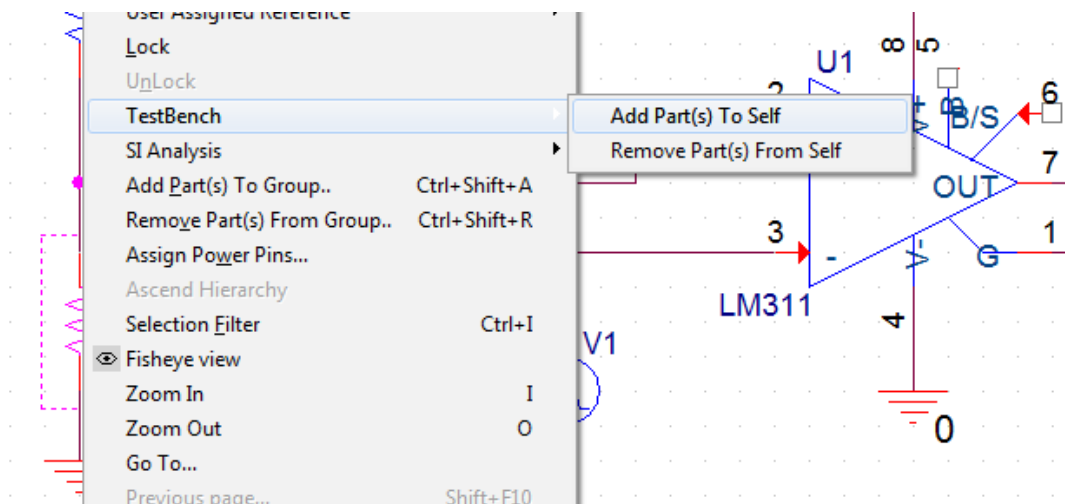 User Assigned Reference
Lock
UnLock
TestBench
SI Analysis
Add Part(s) To Group.. Ctrl+Shift+A
Remove Part(s) From Group.. Ctrl+Shift+R
Assign Power Pins...
Ascend Hierarchy
Selection Filter Ctrl+I
Fisheye view
Zoom In I
Zoom Out O
Go To...
Previous page... Shift+F10
Add Part(s) To Self
Remove Part(s) From Self
U1
8
5
2
V+
B
B/S
6
7
OUT
3
-
V-
G
1
LM311
4
V1
0